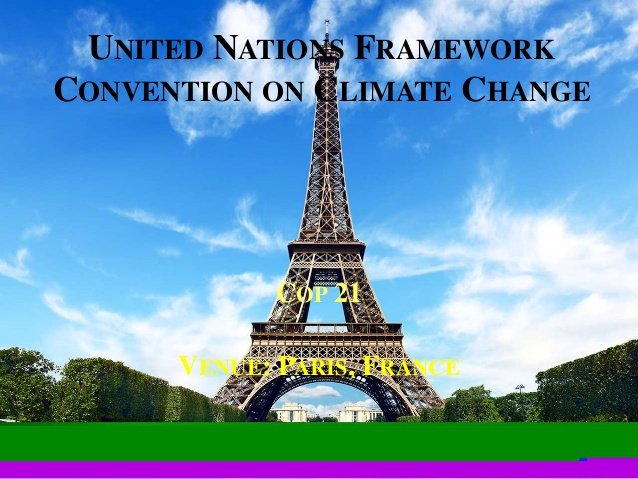 UNITED NATIONS FRAMEWORK
CONVENTION ON CLIMATE CHANGE
COP 21
VENUE: PARIS, FRANCE